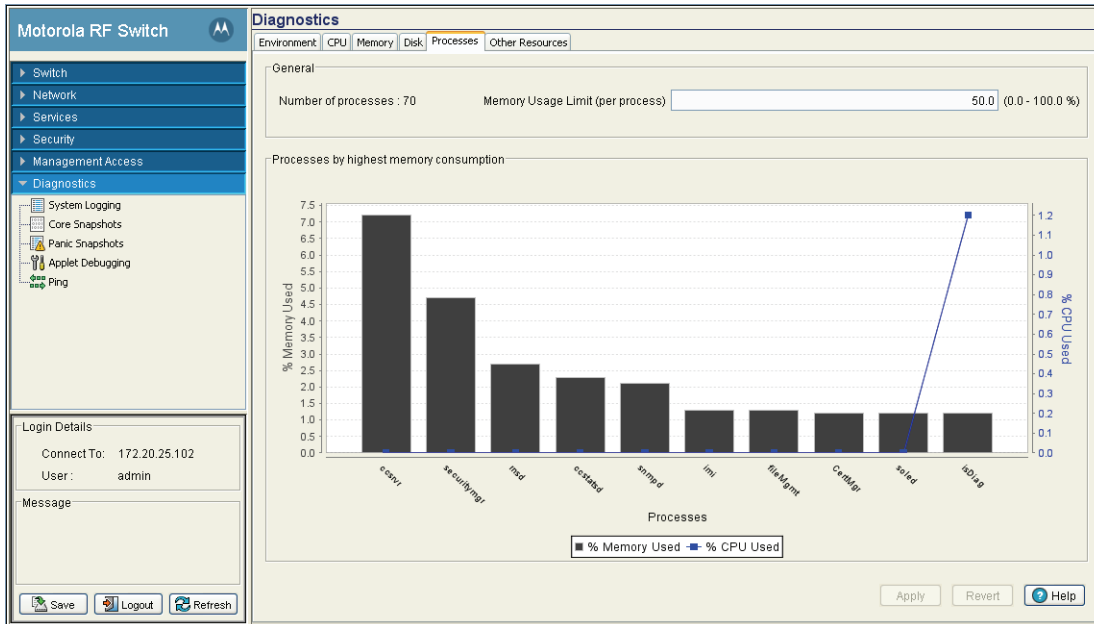 Motorola RF Switch
Switch
Network
Services
Security
Management Access
Diagnostics
System Logging
Core Snapshots
Panic Snapshots
Applet Debugging
Ping
Login Details
Connect To: 172.20.25.102
User : admin
Message
Save Logout Refresh
Diagnostics
Environment CPU Memory Disk Processes Other Resources
General
Number of processes : 70 Memory Usage Limit (per process) 50.0 (0.0 - 100.0 %)
Processes by highest memory consumption
% Memory Used
7.5
7.0
6.5
6.0
5.5
5.0
4.5
4.0
3.5
3.0
2.5
2.0
1.5
1.0
0.5
0.0
1.2
1.1
1.0
0.9
0.8
0.7
0.6
0.5
0.4
0.3
0.2
0.1
0.0
% CPU Used
ccsrvr securitymgr msd ccstatsd snmpd imi fileMgmt CertMgr soled isDiag
Processes
% Memory Used % CPU Used
Apply Revert Help